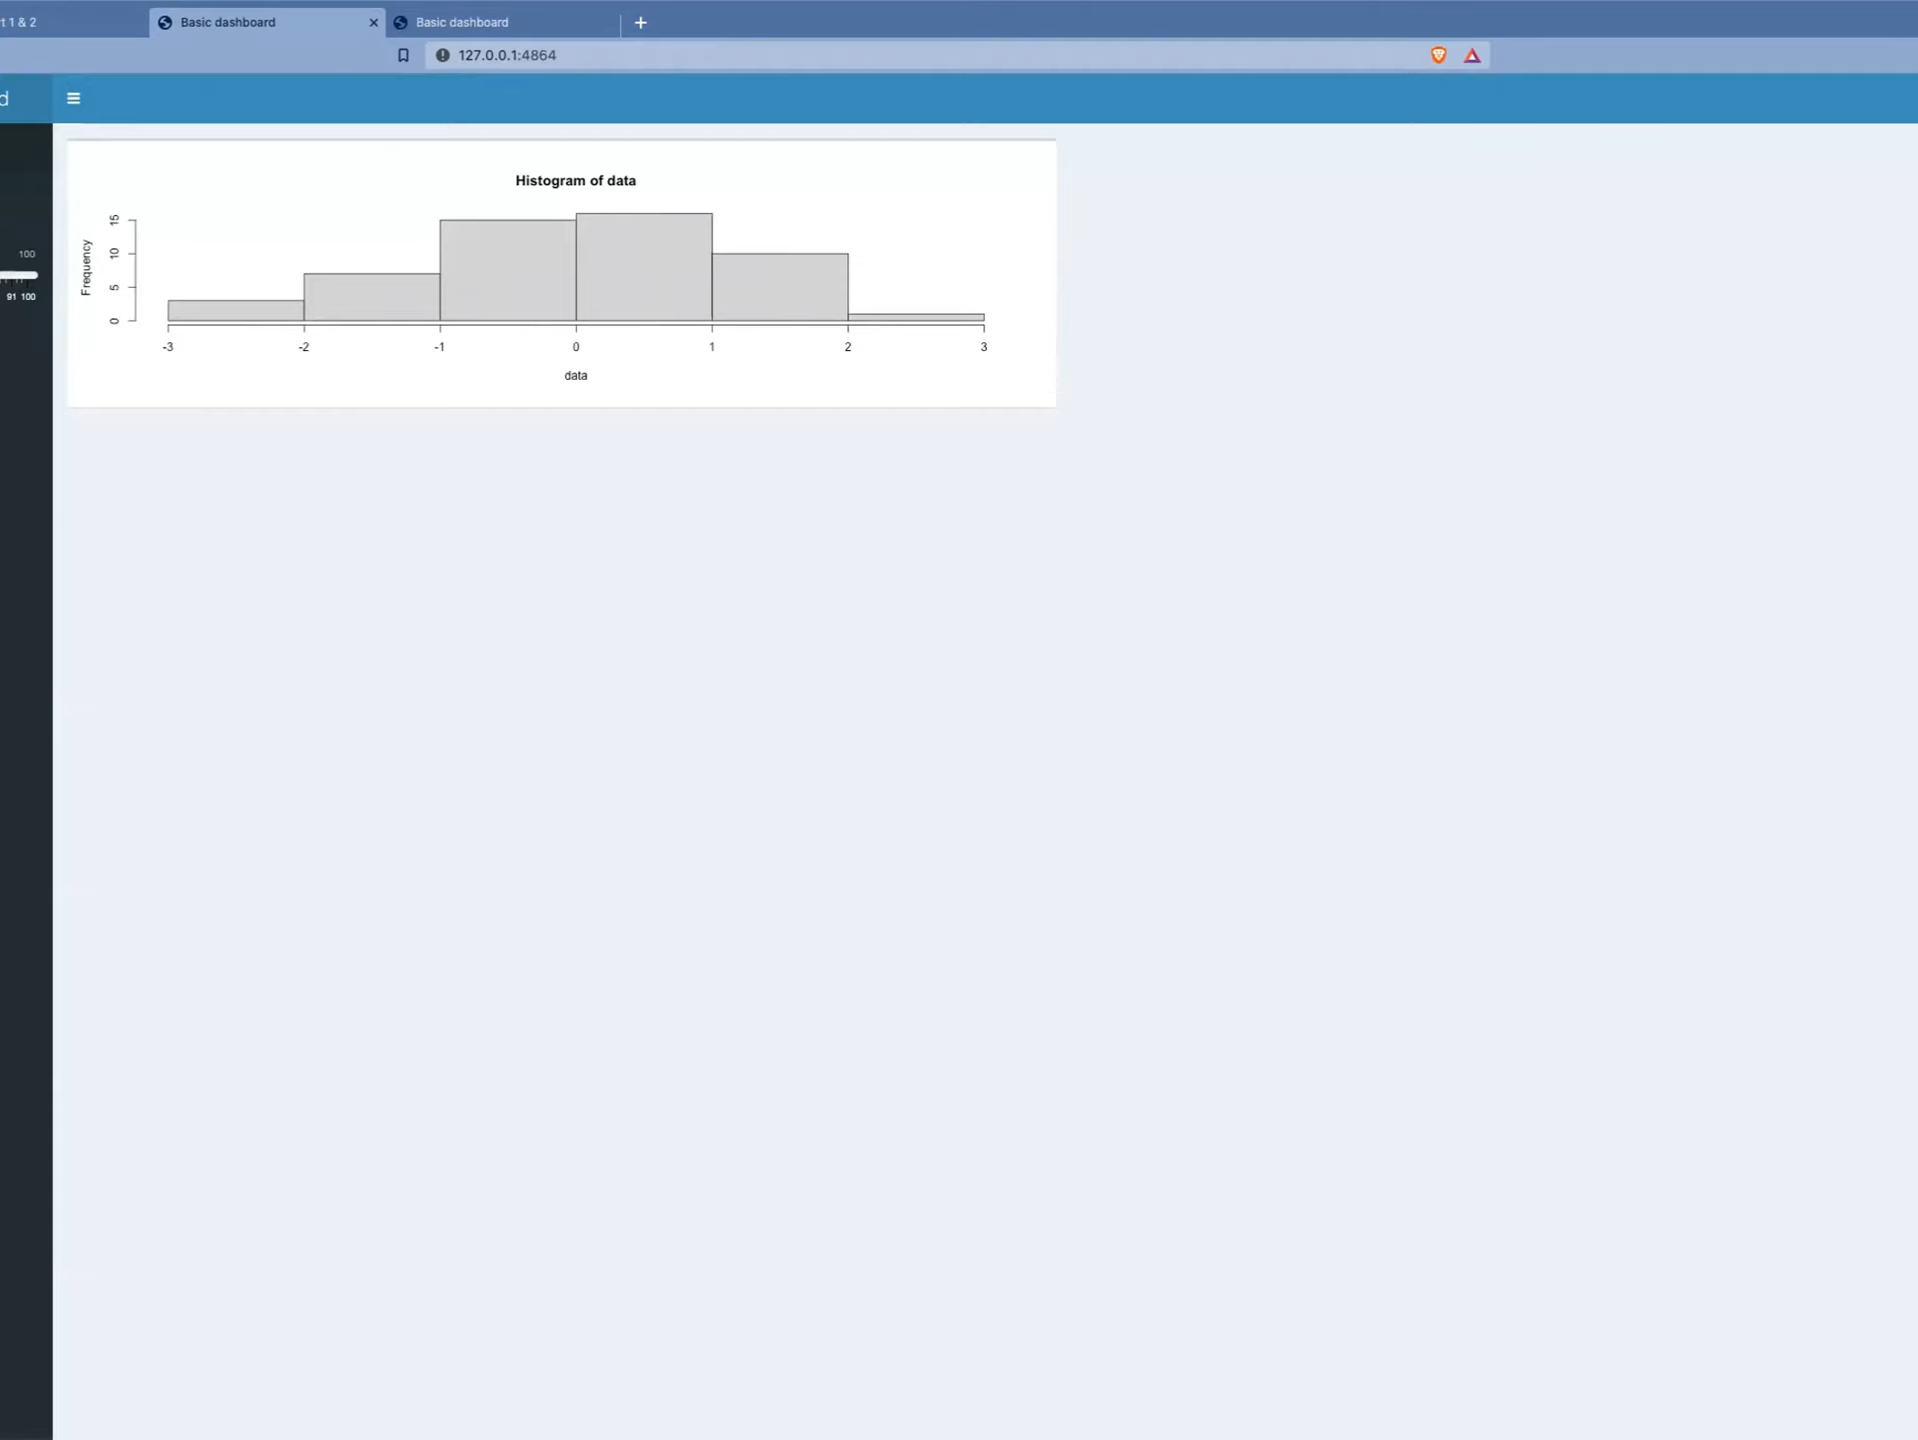 t 1 & 2
Basic dashboard
Basic dashboard
127.0.0.1:4864
d
Histogram of data
Frequency
15
10
5
0
-3 -2 -1 0 1 2 3
data
100
91 100